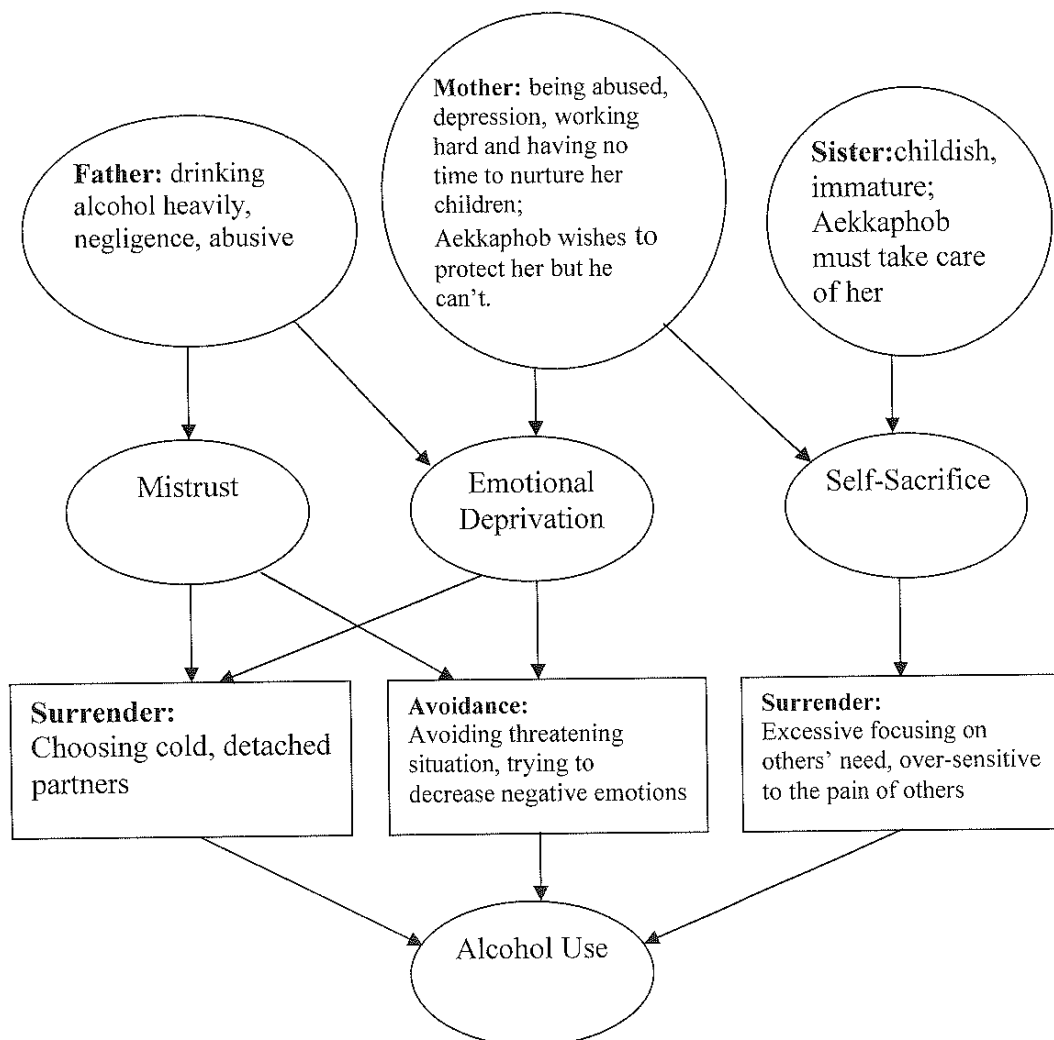 Father: drinking
alcohol heavily,
negligence, abusive
Mother: being abused,
depression, working
hard and having no
time to nurture her
children;
Aekkaphob wishes to
protect her but he
can't.
Sister:childish,
immature;
Aekkaphob
must take care
of her
Mistrust
Emotional
Deprivation
Self-Sacrifice
Surrender:
Choosing cold, detached
partners
Avoidance:
Avoiding threatening
situation, trying to
decrease negative emotions
Surrender:
Excessive focusing on
others' need, over-sensitive
to the pain of others
Alcohol Use